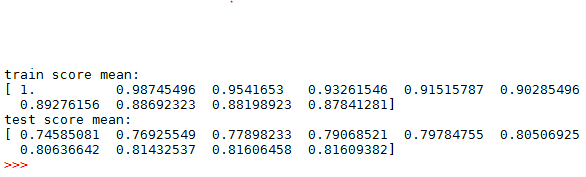 train score mean:
[ 1.          0.98745496  0.9541653   0.93261546  0.91515787  0.90285496
  0.89276156  0.88692323  0.88198923  0.87841281]
test score mean:
[ 0.74585081  0.76925549  0.77898233  0.79068521  0.79784755  0.80506925
  0.80636642  0.81432537  0.81606458  0.81609382]
>>>